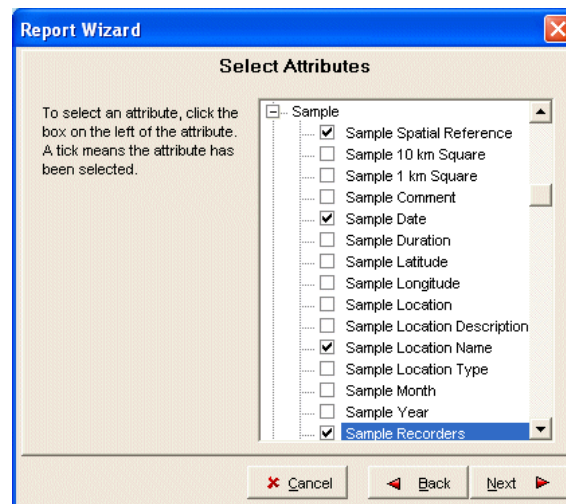 Report Wizard
Select Attributes
To select an attribute, click the
box on the left of the attribute.
A tick means the attribute has
been selected.
Sample
Sample Spatial Reference
Sample 10 km Square
Sample 1 km Square
Sample Comment
Sample Date
Sample Duration
Sample Latitude
Sample Longitude
Sample Location
Sample Location Description
Sample Location Name
Sample Location Type
Sample Month
Sample Year
Sample Recorders
Cancel
Back
Next